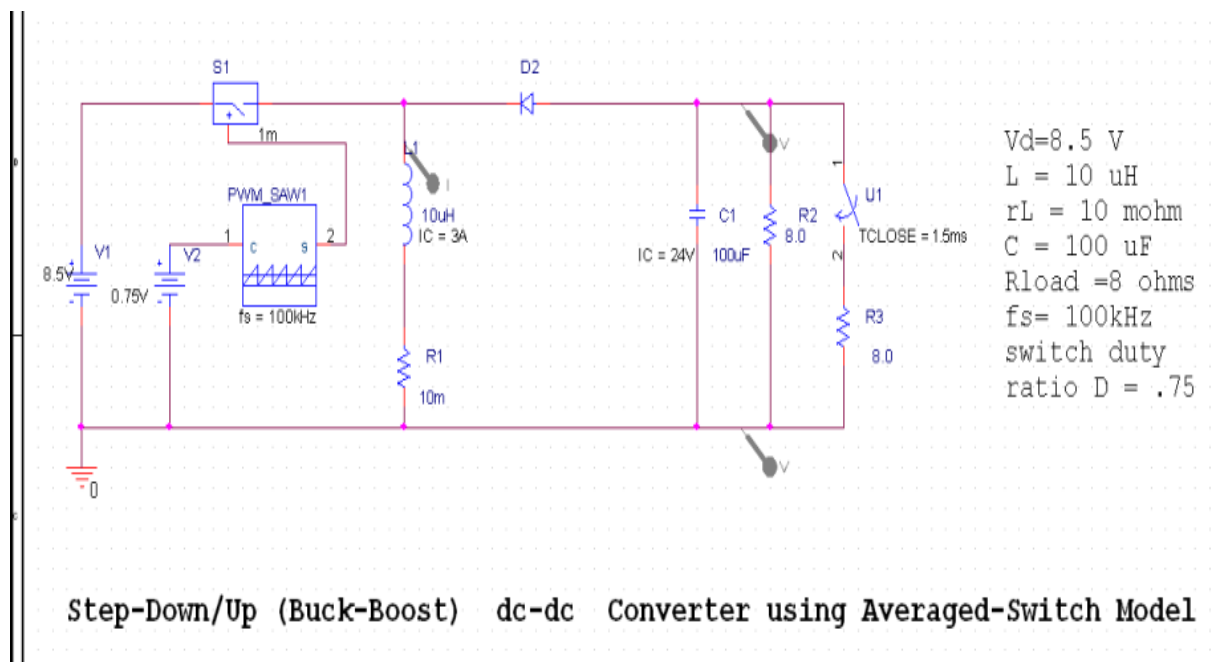 S1
D2
1m
L1
I
V
PWM_SAW1
1
C
S
2
10uH
IC = 3A
V1
8.5V
V2
0.75V
fs = 100kHz
C1
IC = 24V
100uF
R2
8.0
1
U1
TCLOSE = 1.5ms
2
R1
10m
R3
8.0
V
0
Vd=8.5 V
L = 10 uH
rL = 10 mohm
C = 100 uF
Rload =8 ohms
fs= 100kHz
switch duty
ratio D = .75
Step-Down/Up (Buck-Boost) dc-dc Converter using Averaged-Switch Model